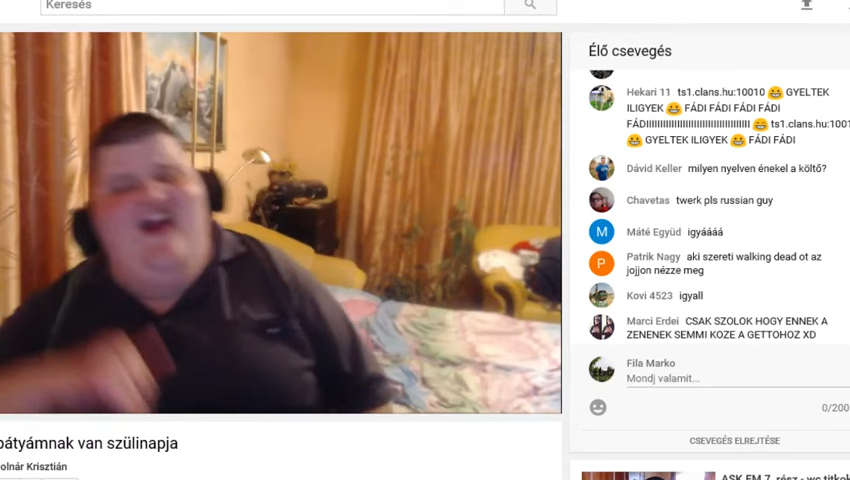 Keresés
Élő csevegés
Hekari 11 ts1.clans.hu:10010 😀 GYELTEK
ILIGYEK 😀 FÁDI FÁDI FÁDI FÁDI
😀 ts1.clans.hu:1001
😀 GYELTEK ILIGYEK 😀 FÁDI FÁDI
Dávid Keller milyen nyelven énekel a költő?
Chavetas twerk pls russian guy
M
Máté Együd igyáááá
P
Patrik Nagy aki szereti walking dead ot az
jojjon nézze meg
Kovi 4523 igyall
Marci Erdei CSAK SZOLOK HOGY ENNEK A
ZENENEK SEMMI KOZE A GETTOHOZ XD
Fila Marko
Mondj valamit...
0/200
CSEVEGÉS ELREJTÉSE
bátyámnak van szülinapja
olnár Krisztián
ASK FM 7. rész - wc titkok